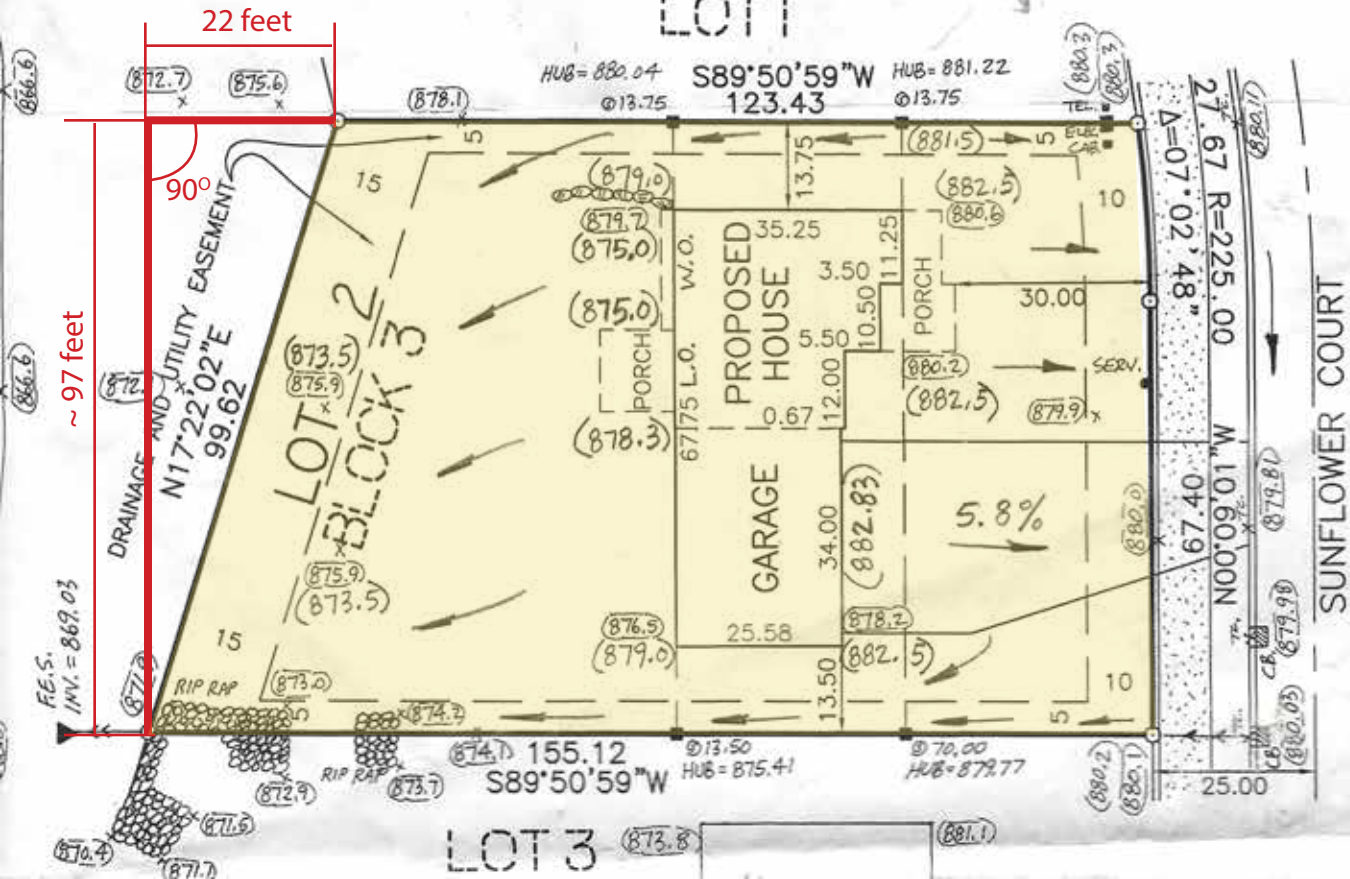 LOT 1
22 feet
90°
~ 97 feet
(866.6)
(872.7)
(875.6)
(878.1)
HUB= 880.04
⊙13.75
S89°50'59"W
123.43
HUB= 881.22
⊙13.75
(880.3)
(880.3)
TEL.
CAB.
(880.11)
5
15
(879.0)
(879.7)
(875.0)
(875.0)
13.75
(881.5)
5
(882.5)
(880.6)
10
35.25
11.25
3.50
10.50
5.50
12.00
0.67
W.O.
L.O.
67.75
PROPOSED
HOUSE
PORCH
PORCH
30.00
27.67 R=225.00
Δ=07°02'48"
DRAINAGE AND UTILITY EASEMENT
N17°22'02"E
99.62
(866.6)
LOT 2
BLOCK 3
(873.5)
(875.9)
(878.3)
(880.2)
(882.5)
SERV.
(879.9)
SUNFLOWER COURT
(879.81)
67.40
(880.0)
GARAGE
34.00
(882.83)
5.8%
(875.9)
(873.5)
(876.5)
(879.0)
25.58
(878.2)
(882.5)
13.50
15
10
5
5
(879.98)
CB.
(880.03)
CB
F.E.S.
INV. = 869.03
RIP RAP
(873.0)
(874.2)
(874.7)
155.12
S89°50'59"W
⊙13.50
HUB= 875.41
⊙70.00
HUB=879.77
(880.2)
(880.1)
25.00
RIP RAP
(872.9)
(873.7)
(871.6)
(870.4)
(871.7)
LOT 3
(873.8)
(881.1)